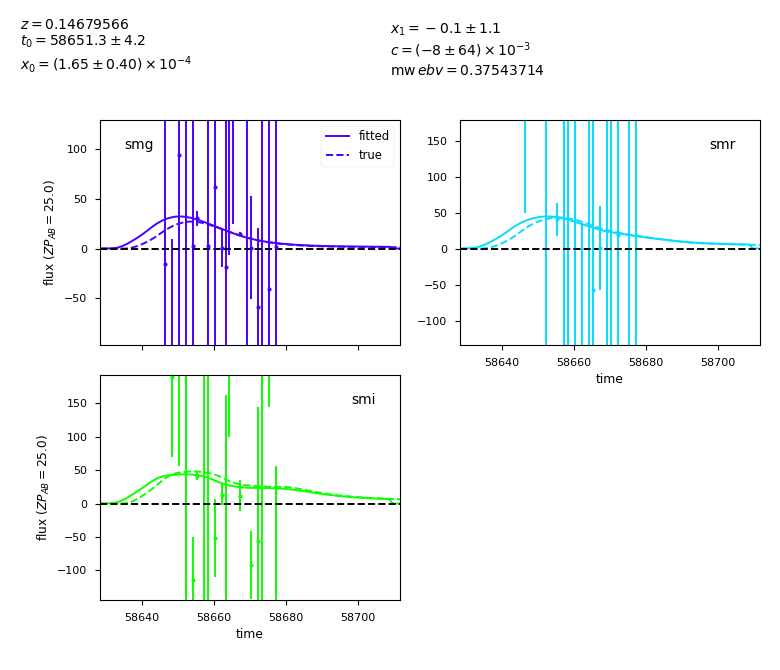 z = 0.14679566
t₀ = 58651.3 ± 4.2
x₀ = (1.65 ± 0.40) × 10⁻⁴
x₁ = −0.1 ± 1.1
c = (−8 ± 64) × 10⁻³
mw ebv = 0.37543714
smg
fitted
true
100
50
0
−50
flux (ZP_AB = 25.0)
smr
150
100
50
0
−50
−100
58640 58660 58680 58700
time
smi
150
100
50
0
−50
−100
flux (ZP_AB = 25.0)
58640 58660 58680 58700
time